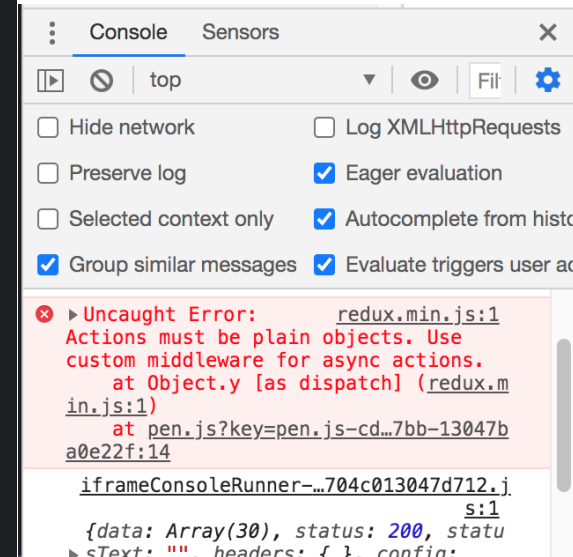 Console Sensors
top Fil
Hide network Log XMLHttpRequests
Preserve log Eager evaluation
Selected context only Autocomplete from histo
Group similar messages Evaluate triggers user ac
Uncaught Error: redux.min.js:1
Actions must be plain objects. Use
custom middleware for async actions.
at Object.y [as dispatch] (redux.m
in.js:1)
at pen.js?key=pen.js-cd…7bb-13047b
a0e22f:14
iframeConsoleRunner-…704c013047d712.j
s:1
{data: Array(30), status: 200, statu
sText: "", headers: {…}, config: